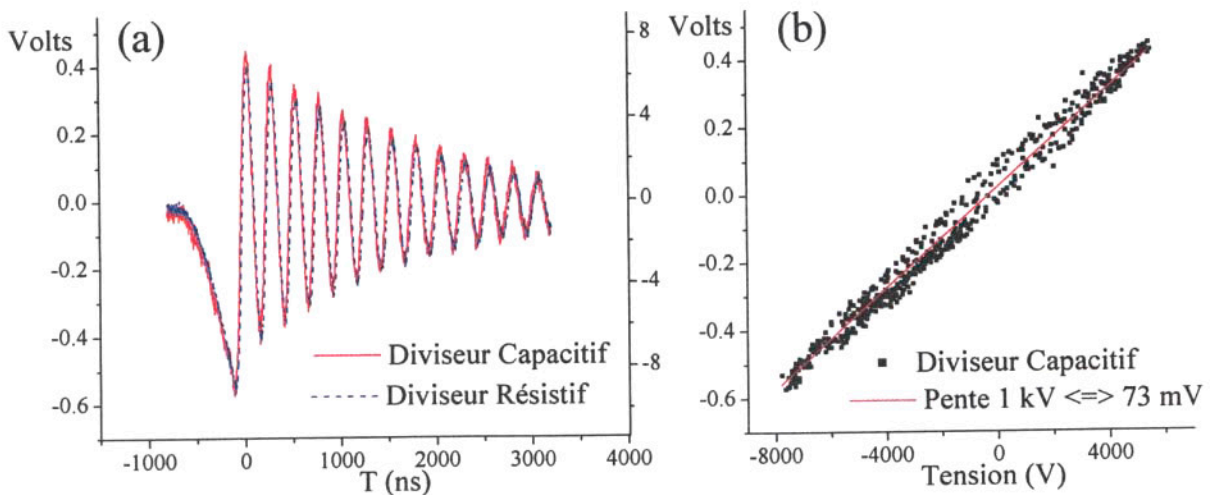 Volts
(a)
8
0.4
4
0.2
0.0
0
-0.2
-4
-0.4
-8
-0.6
Diviseur Capacitif
Diviseur Résistif
-1000
0
1000
2000
3000
4000
T (ns)
Volts
(b)
0.4
0.2
0.0
-0.2
-0.4
-0.6
Diviseur Capacitif
Pente 1 kV <=> 73 mV
-8000
-4000
0
4000
Tension (V)